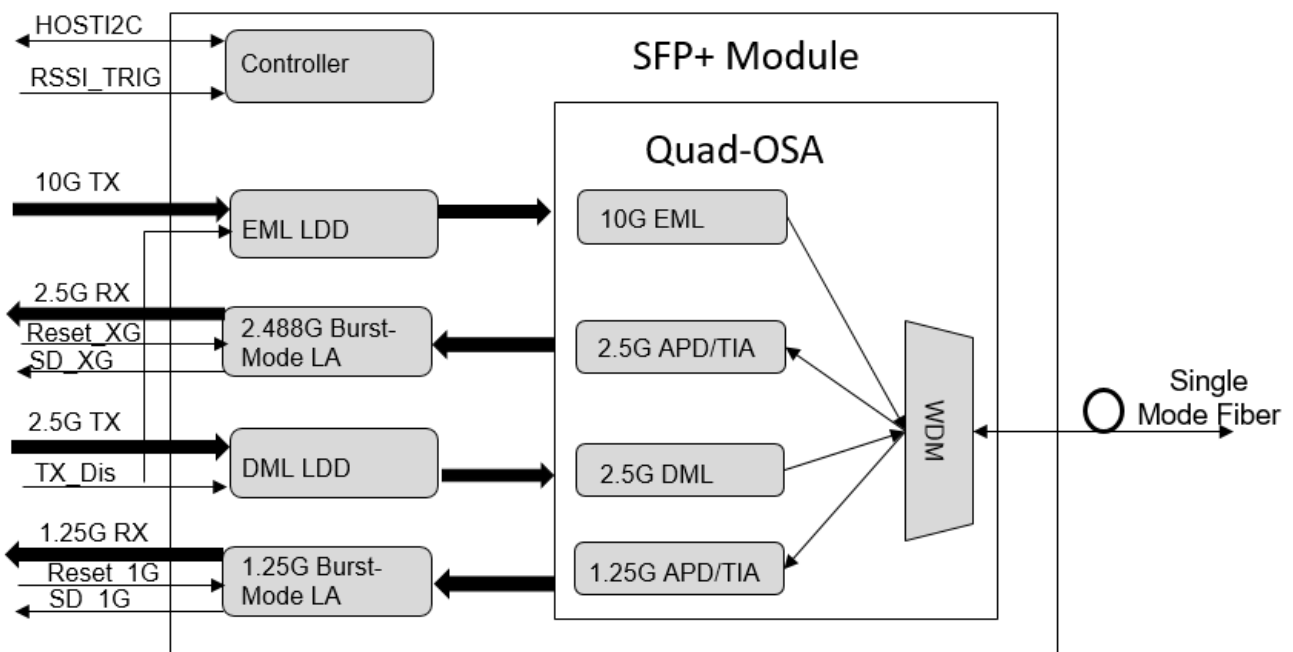 HOSTI2C
RSSI_TRIG
Controller
SFP+ Module
Quad-OSA
10G TX
EML LDD
10G EML
2.5G RX
Reset_XG
SD_XG
2.488G Burst-
Mode LA
2.5G APD/TIA
WDM
Single
Mode Fiber
2.5G TX
TX_Dis
DML LDD
2.5G DML
1.25G RX
Reset_1G
SD_1G
1.25G Burst-
Mode LA
1.25G APD/TIA